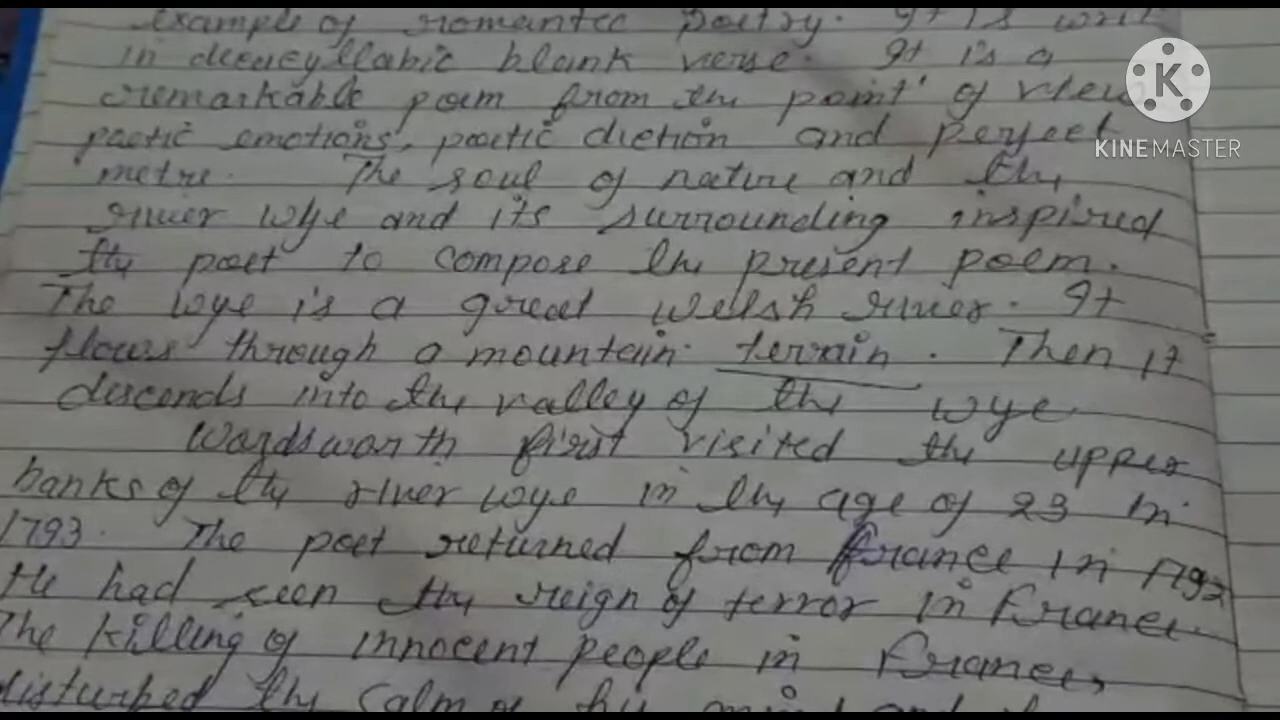 Example of romantic poetry. It is writ
in decasyllabic blank verse. It is a
remarkable poem from the point of view
poetic emotions, poetic diction and perfect
metre. The soul of nature and the
river Wye and its surrounding inspired
the poet to compose the present poem.
The Wye is a great Welsh river. It
flows through a mountain terrain. Then it
descends into the valley of the Wye
Wordsworth first visited the upper
banks of the river Wye in the age of 23 in
1793. The poet returned from France in 1792
He had seen the reign of terror in France.
The killing of innocent people in France,
disturbed the calm of his mind and
KINEMASTER